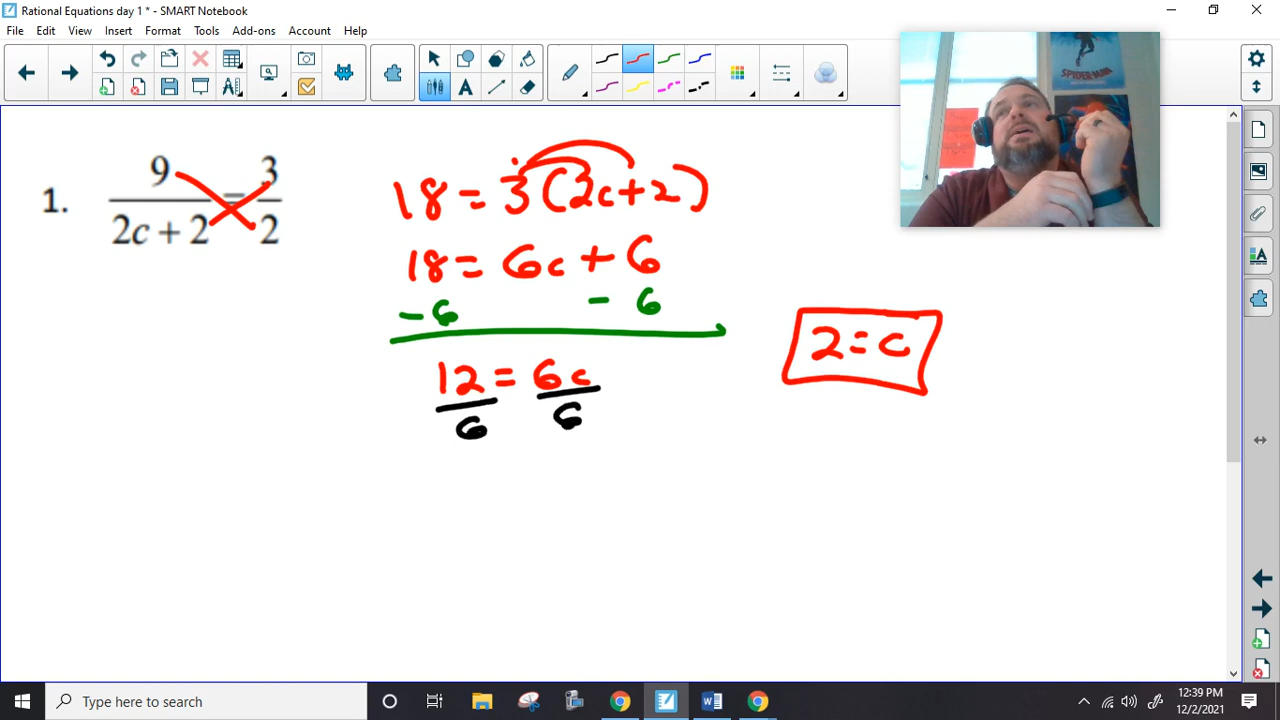 Rational Equations day 1 * - SMART Notebook
File Edit View Insert Format Tools Add-ons Account Help
SPIDER-MAN
1. 9/(2c + 2) = 3/2
18 = 3(2c+2)
18 = 6c + 6
-6 - 6
12 = 6c
6 6
2=c
Type here to search
12:39 PM
12/2/2021